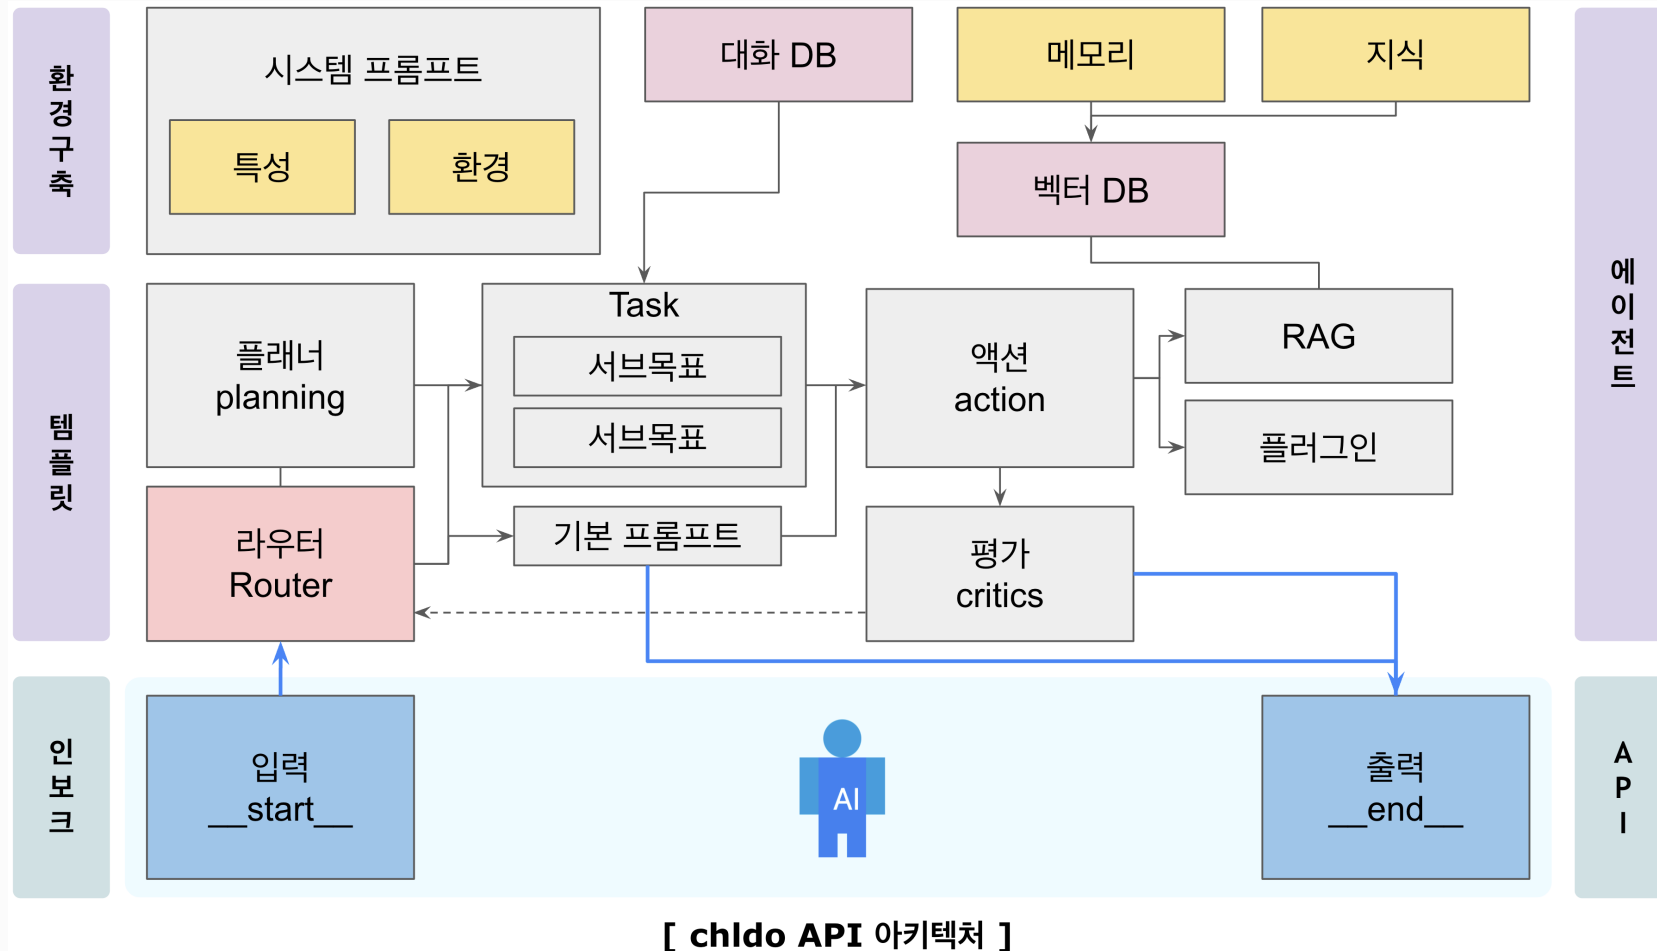 환경구축
시스템 프롬프트
특성
환경
대화 DB
메모리
지식
벡터 DB
에이전트
템플릿
플래너
planning
Task
서브목표
서브목표
액션
action
RAG
플러그인
라우터
Router
기본 프롬프트
평가
critics
인보크
입력
__start__
AI
출력
__end__
API
[ chldo API 아키텍처 ]